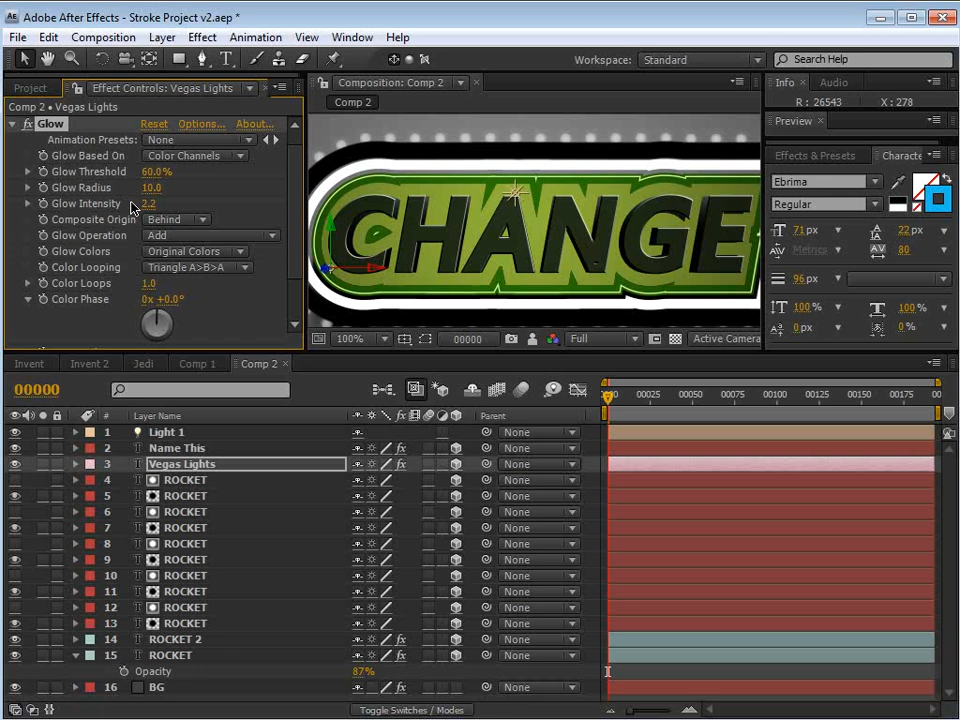 Adobe After Effects - Stroke Project v2.aep *
File Edit Composition Layer Effect Animation View Window Help
Workspace: Standard Search Help
Project Effect Controls: Vegas Lights
Comp 2 • Vegas Lights
fx Glow Reset Options... About...
Animation Presets: None
Glow Based On Color Channels
Glow Threshold 60.0%
Glow Radius 10.0
Glow Intensity 2.2
Composite Origin Behind
Glow Operation Add
Glow Colors Original Colors
Color Looping Triangle A>B>A
Color Loops 1.0
Color Phase 0x +0.0°
Composition: Comp 2
Comp 2
CHANGE
100% 00000 Full Active Camera
Info Audio
R : 26543 X : 278
Preview
Effects & Presets Characte
Ebrima
Regular
71 px 22 px
Metrics 80
96 px
100 % 100 %
0 px 0 %
Invent Invent 2 Jedi Comp 1 Comp 2
00000
00025 00050 00075 00100 00125 00150 00175 00
# Layer Name Parent
1 Light 1 None
2 Name This fx None
3 Vegas Lights fx None
4 ROCKET None
5 ROCKET None
6 ROCKET None
7 ROCKET None
8 ROCKET None
9 ROCKET None
10 ROCKET None
11 ROCKET None
12 ROCKET None
13 ROCKET None
14 ROCKET 2 fx None
15 ROCKET fx None
Opacity 87%
16 BG fx None
Toggle Switches / Modes